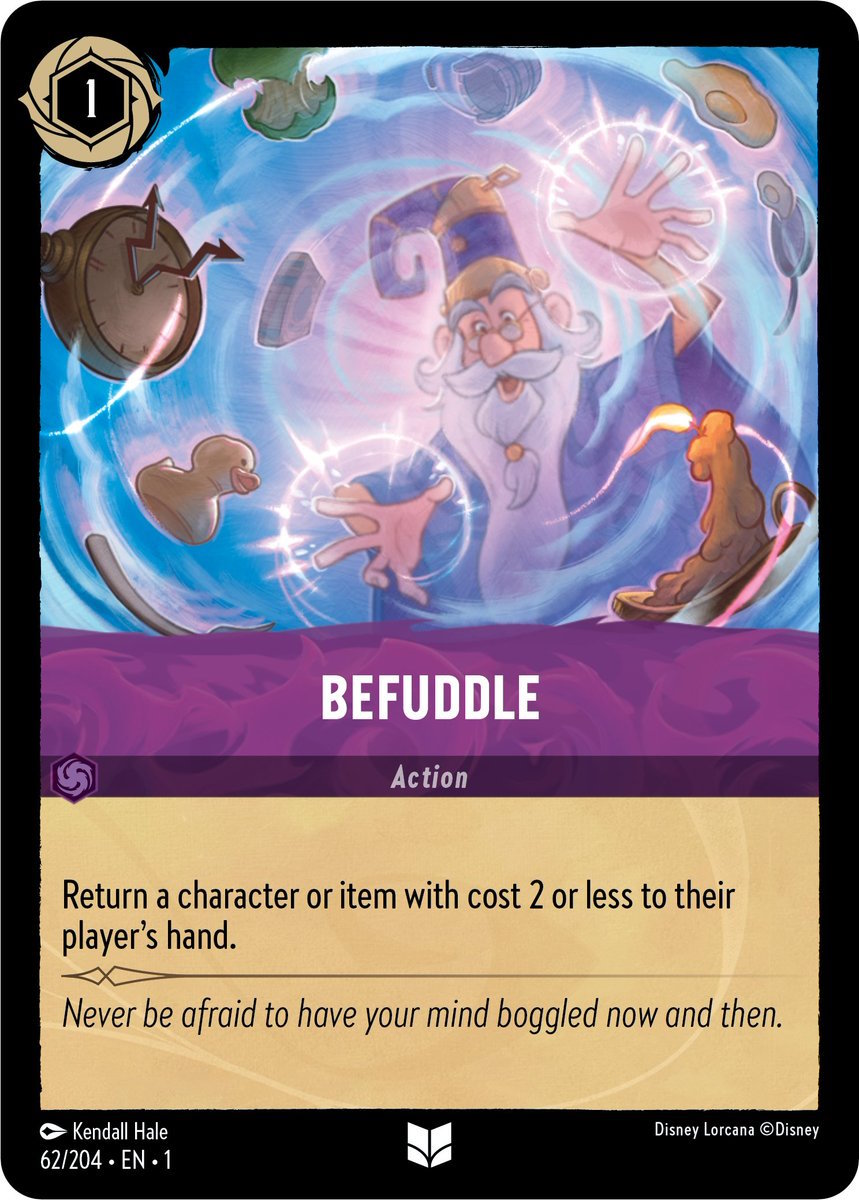 1
BEFUDDLE
Action
Return a character or item with cost 2 or less to their
player's hand.
Never be afraid to have your mind boggled now and then.
Kendall Hale
62/204 • EN • 1
Disney Lorcana ©Disney